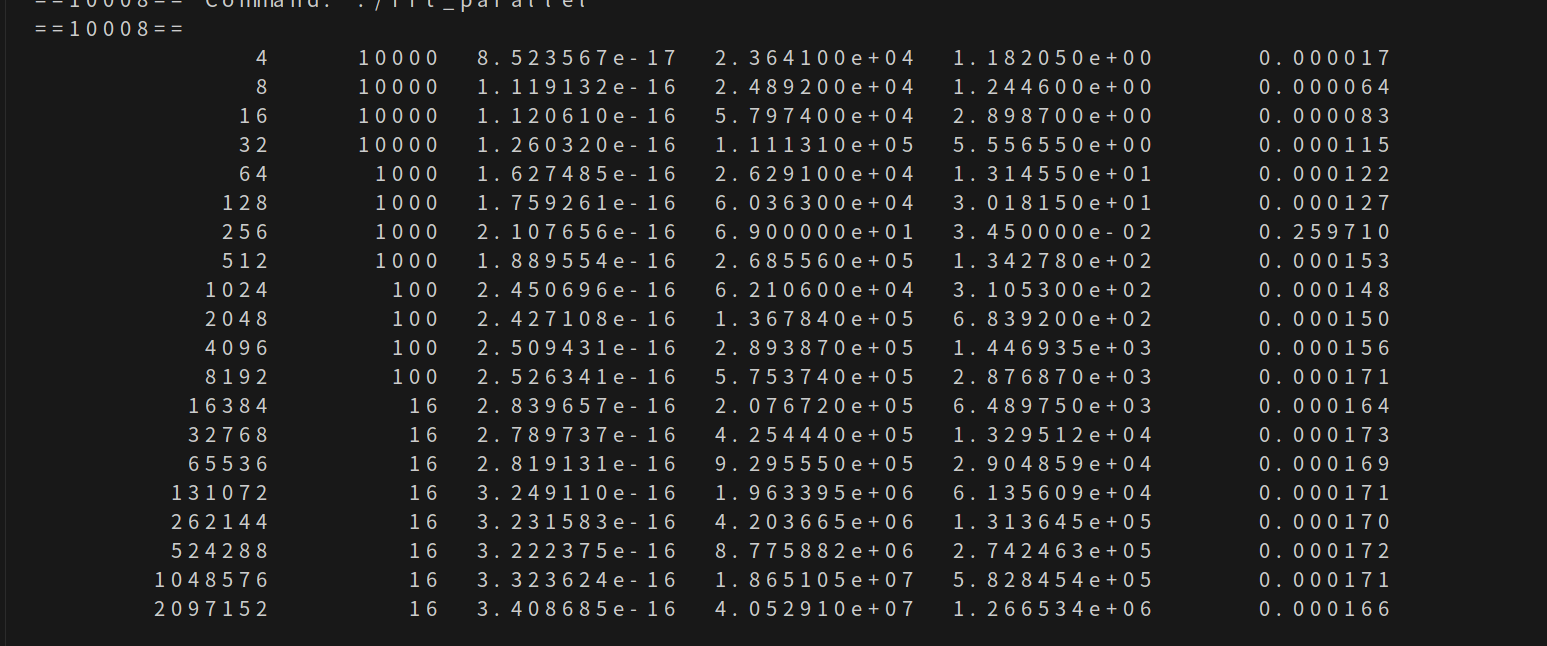 ==10008== Command: ./fft_parallel
==10008==
4 10000 8.523567e-17 2.364100e+04 1.182050e+00 0.000017
8 10000 1.119132e-16 2.489200e+04 1.244600e+00 0.000064
16 10000 1.120610e-16 5.797400e+04 2.898700e+00 0.000083
32 10000 1.260320e-16 1.111310e+05 5.556550e+00 0.000115
64 1000 1.627485e-16 2.629100e+04 1.314550e+01 0.000122
128 1000 1.759261e-16 6.036300e+04 3.018150e+01 0.000127
256 1000 2.107656e-16 6.900000e+01 3.450000e-02 0.259710
512 1000 1.889554e-16 2.685560e+05 1.342780e+02 0.000153
1024 100 2.450696e-16 6.210600e+04 3.105300e+02 0.000148
2048 100 2.427108e-16 1.367840e+05 6.839200e+02 0.000150
4096 100 2.509431e-16 2.893870e+05 1.446935e+03 0.000156
8192 100 2.526341e-16 5.753740e+05 2.876870e+03 0.000171
16384 16 2.839657e-16 2.076720e+05 6.489750e+03 0.000164
32768 16 2.789737e-16 4.254440e+05 1.329512e+04 0.000173
65536 16 2.819131e-16 9.295550e+05 2.904859e+04 0.000169
131072 16 3.249110e-16 1.963395e+06 6.135609e+04 0.000171
262144 16 3.231583e-16 4.203665e+06 1.313645e+05 0.000170
524288 16 3.222375e-16 8.775882e+06 2.742463e+05 0.000172
1048576 16 3.323624e-16 1.865105e+07 5.828454e+05 0.000171
2097152 16 3.408685e-16 4.052910e+07 1.266534e+06 0.000166